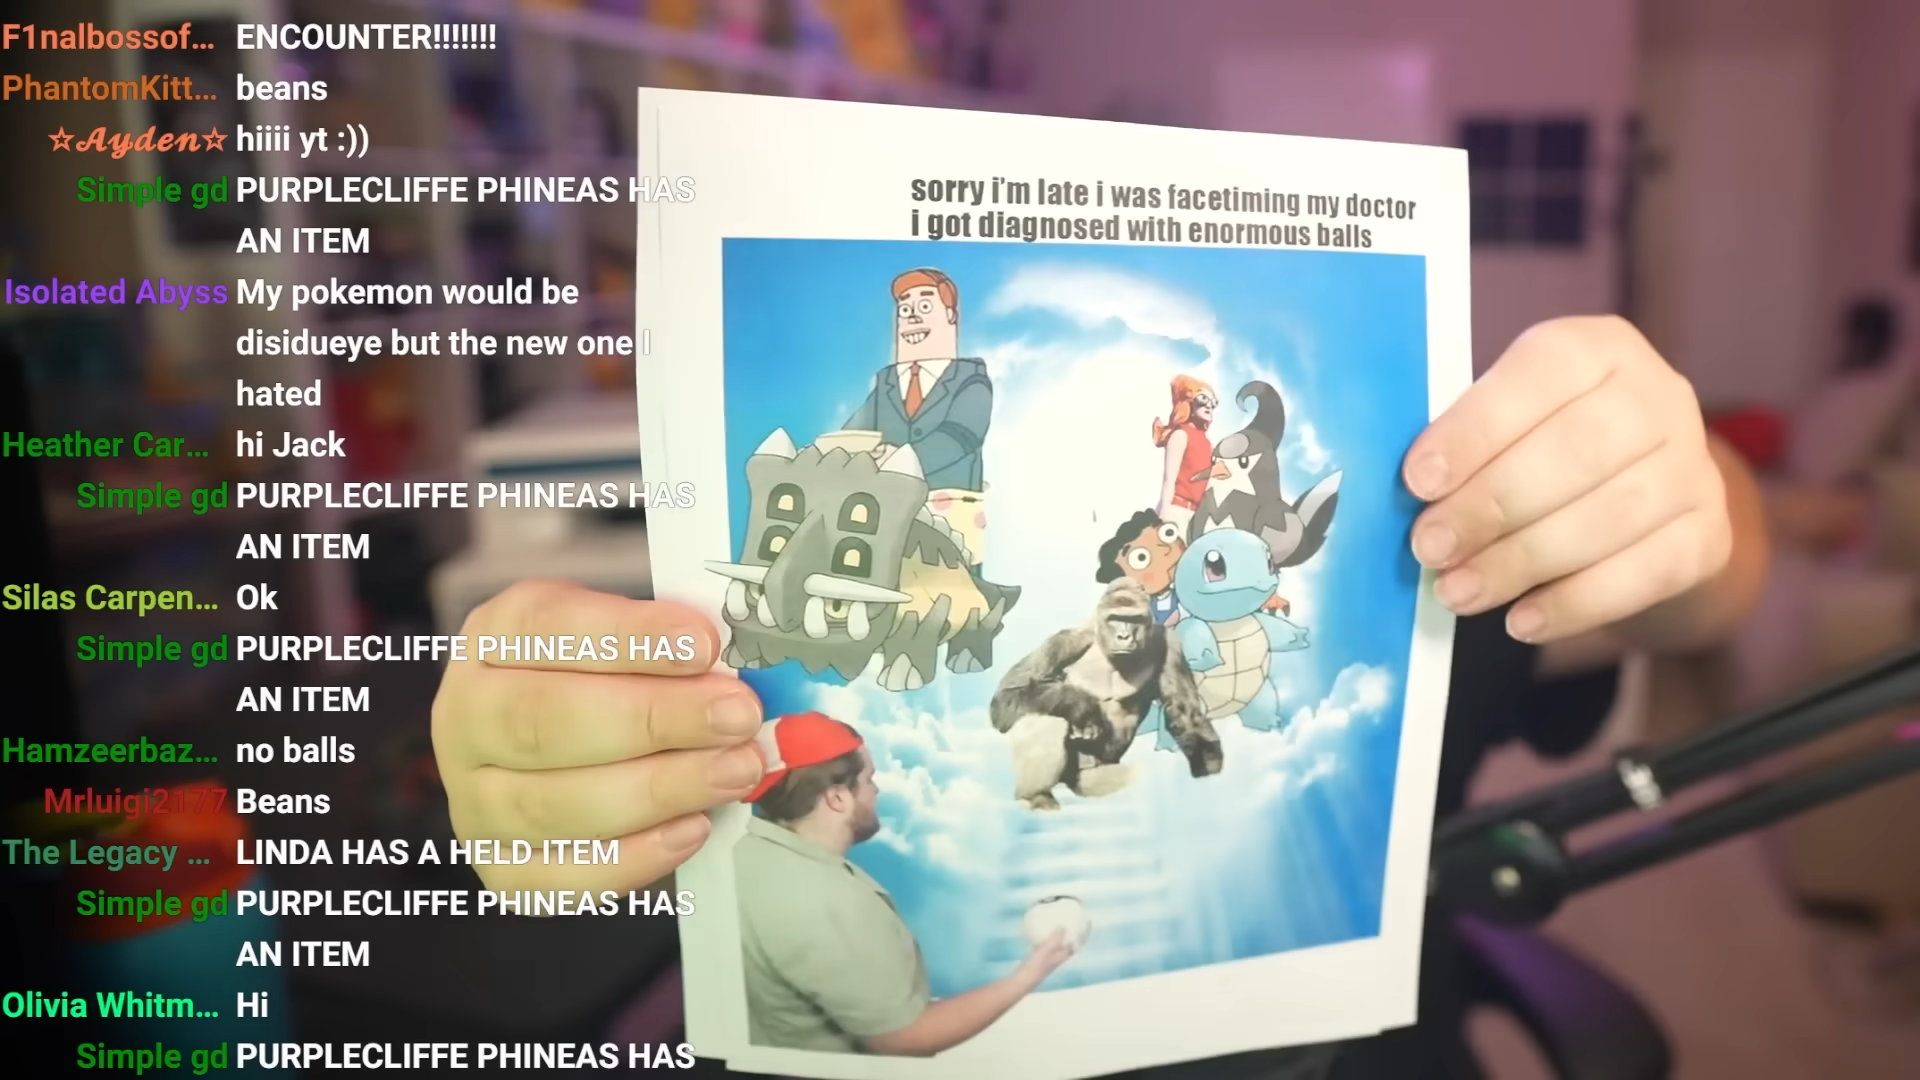 F1nalbossof... ENCOUNTER!!!!!!!
PhantomKitt... beans
☆𝓐𝔂𝓭𝓮𝓷☆ hiiii yt :))
Simple gd PURPLECLIFFE PHINEAS HAS
AN ITEM
Isolated Abyss My pokemon would be
disidueye but the new one I
hated
Heather Car... hi Jack
Simple gd PURPLECLIFFE PHINEAS HAS
AN ITEM
Silas Carpen... Ok
Simple gd PURPLECLIFFE PHINEAS HAS
AN ITEM
Hamzeerbaz... no balls
Mrluigi2177 Beans
The Legacy ... LINDA HAS A HELD ITEM
Simple gd PURPLECLIFFE PHINEAS HAS
AN ITEM
Olivia Whitm... Hi
Simple gd PURPLECLIFFE PHINEAS HAS
sorry i'm late i was facetiming my doctor
i got diagnosed with enormous balls